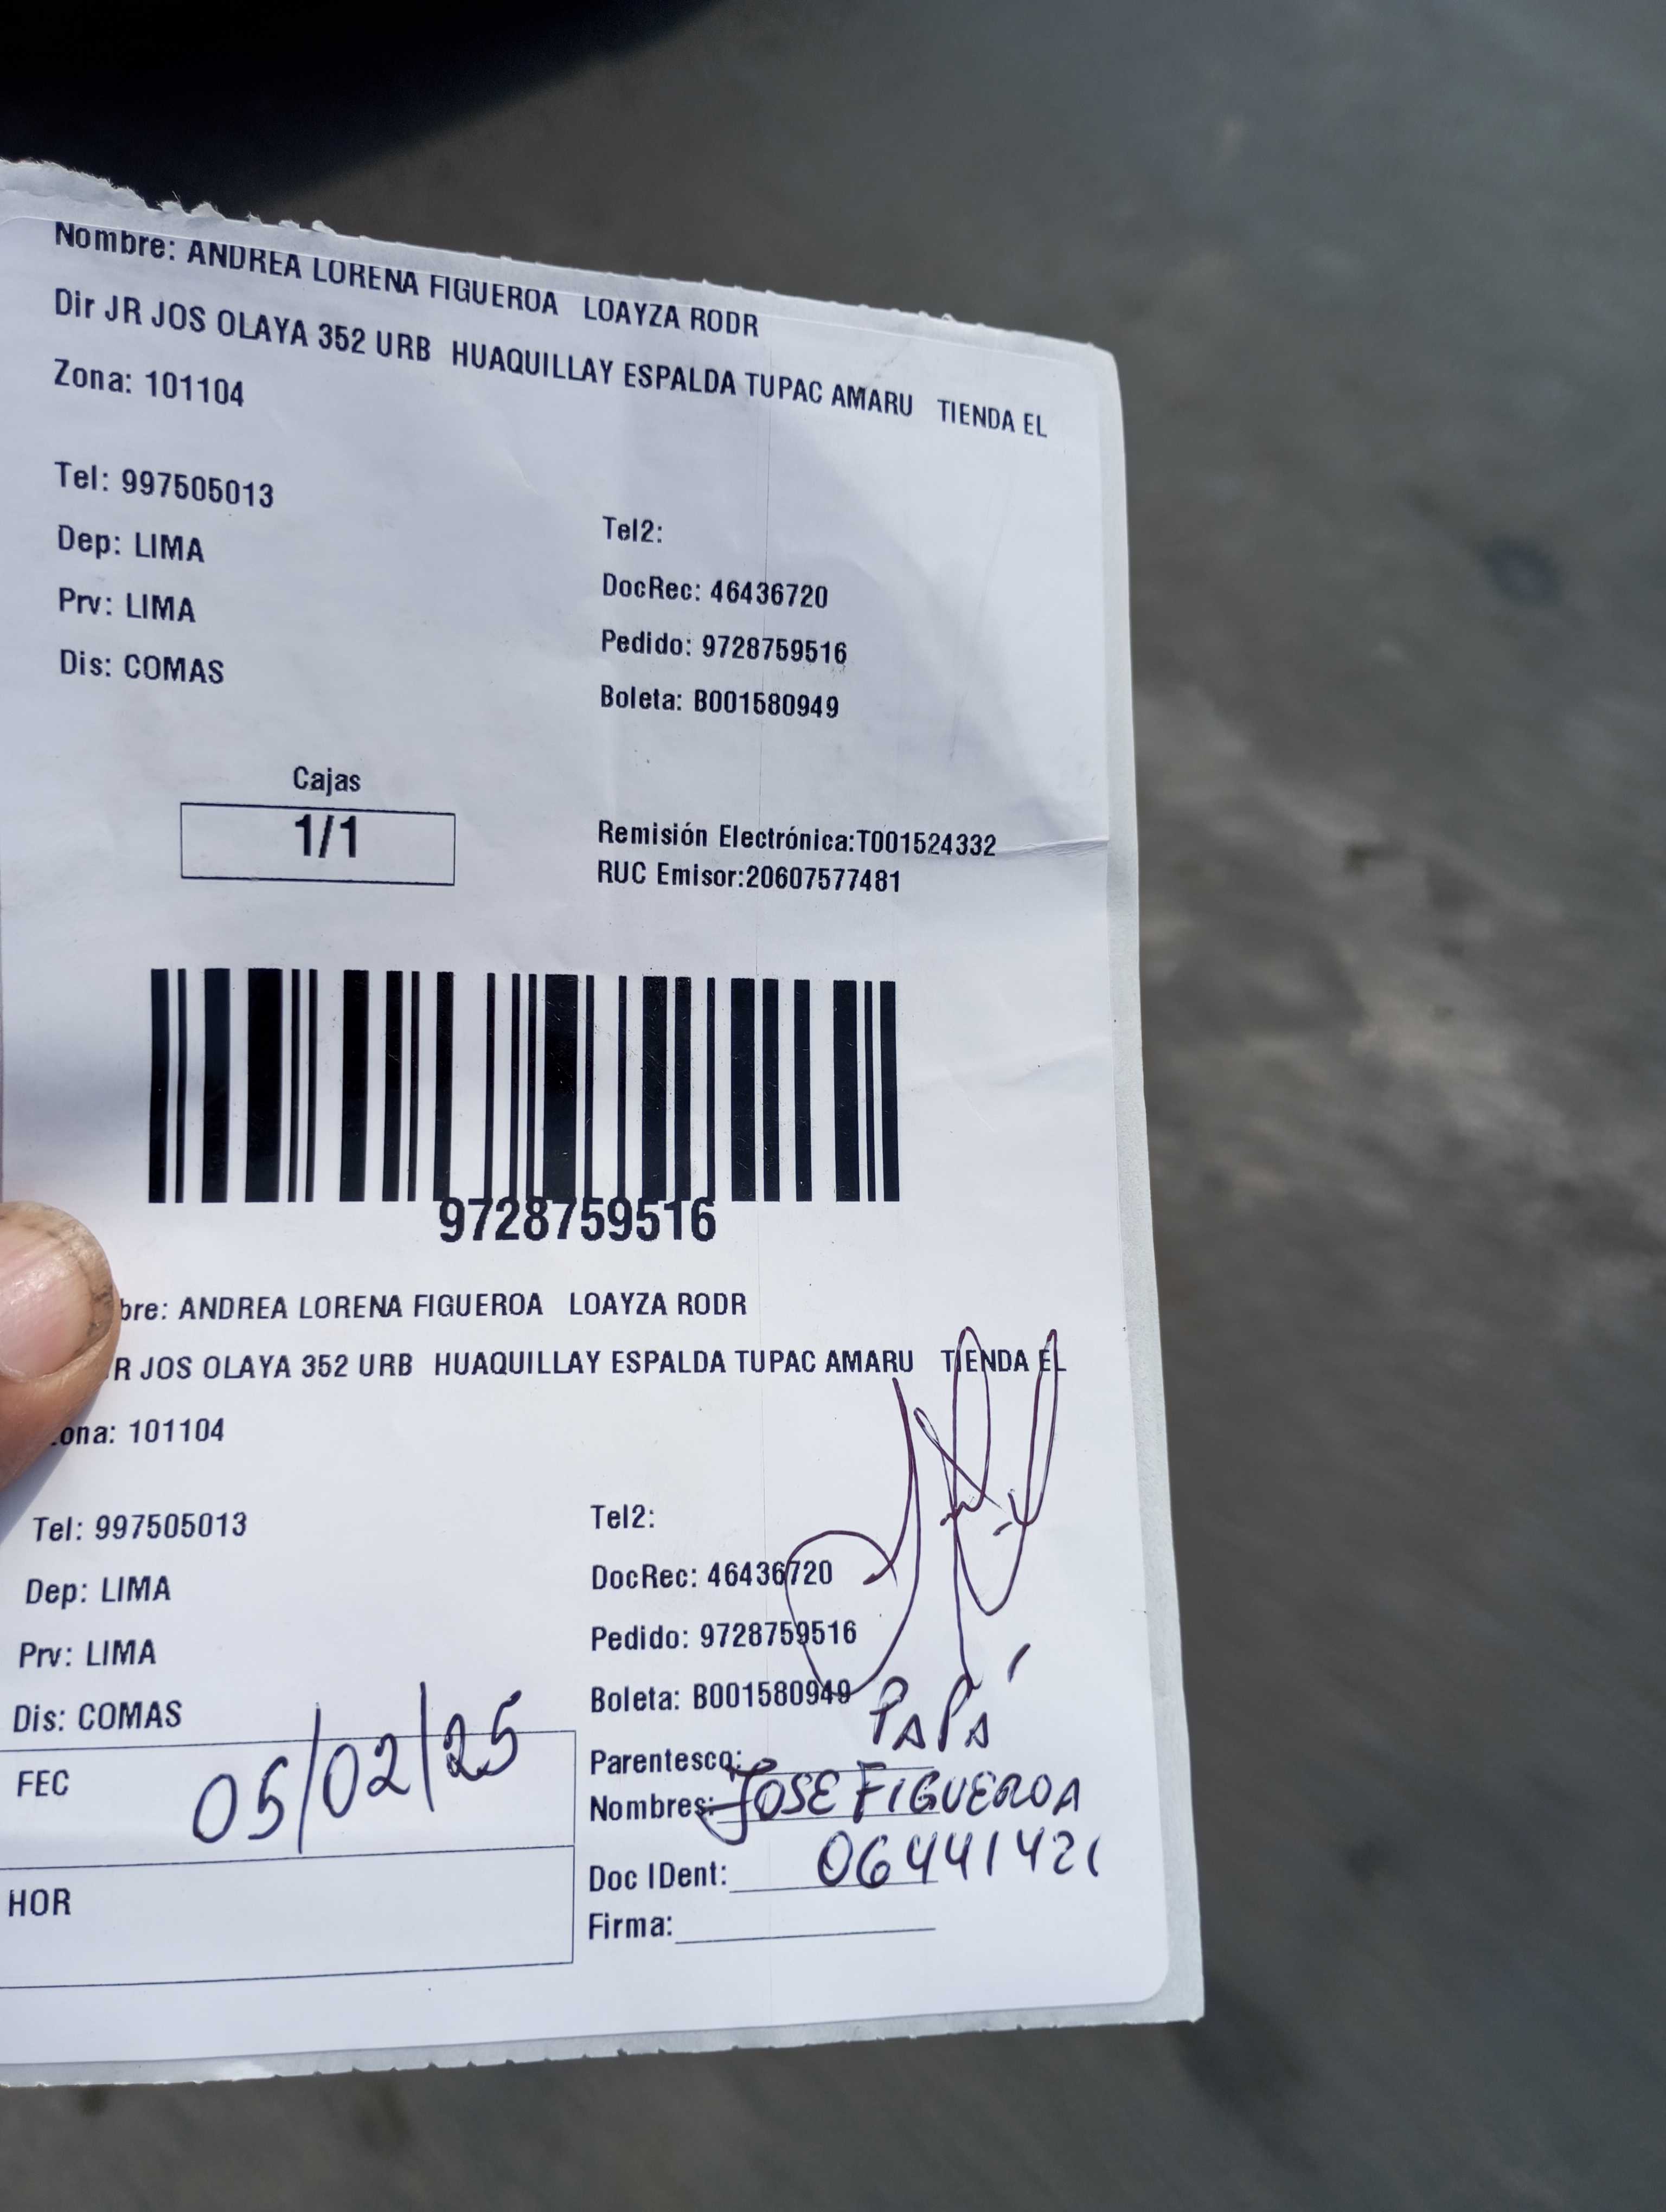 Nombre: ANDREA LORENA FIGUEROA LOAYZA RODR
Dir JR JOS OLAYA 352 URB HUAQUILLAY ESPALDA TUPAC AMARU TIENDA EL
Zona: 101104
Tel: 997505013
Tel2:
Dep: LIMA
DocRec: 46436720
Prv: LIMA
Pedido: 9728759516
Dis: COMAS
Boleta: B001580949
Cajas
1/1
Remisión Electrónica:T001524332
RUC Emisor:20607577481
9728759516
bre: ANDREA LORENA FIGUEROA LOAYZA RODR
R JOS OLAYA 352 URB HUAQUILLAY ESPALDA TUPAC AMARU TIENDA EL
ona: 101104
Tel: 997505013
Tel2:
Dep: LIMA
DocRec: 46436720
Prv: LIMA
Pedido: 9728759516
Dis: COMAS
Boleta: B001580949
FEC 05/02/25
Parentesco: PAPÁ
Nombres: JOSE FIGUEROA
Doc IDent: 06441421
HOR
Firma: